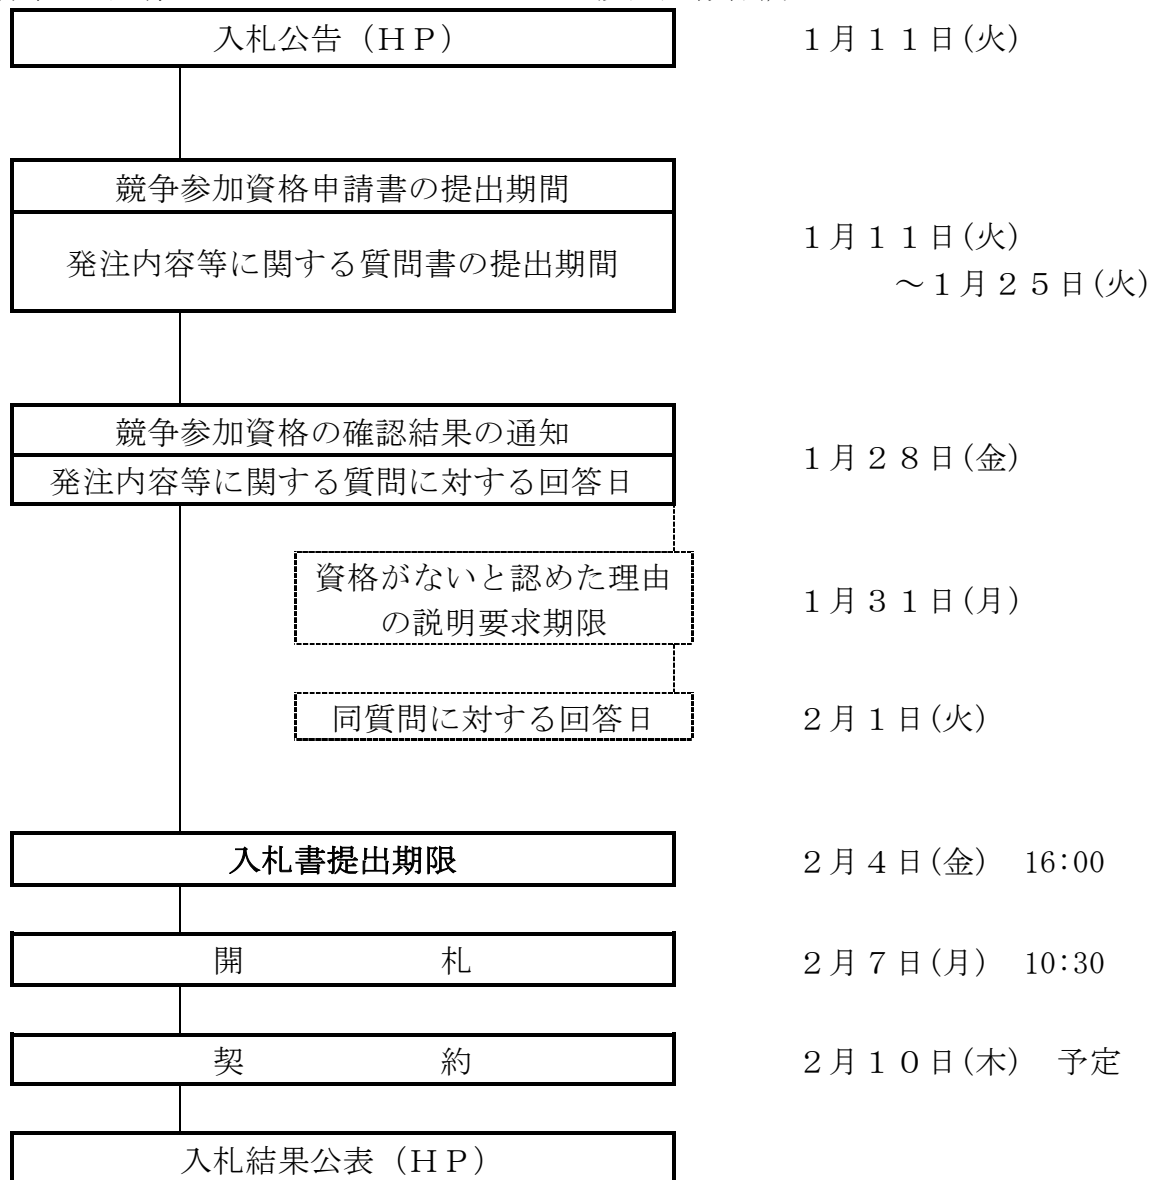 入札公告（ＨＰ）
１月１１日(火)
競争参加資格申請書の提出期間
発注内容等に関する質問書の提出期間
１月１１日(火)
～１月２５日(火)
競争参加資格の確認結果の通知
発注内容等に関する質問に対する回答日
１月２８日(金)
資格がないと認めた理由
の説明要求期限
１月３１日(月)
同質問に対する回答日
２月１日(火)
入札書提出期限
２月４日(金)　16:00
開　　　　　　札
２月７日(月)　10:30
契　　　　　　約
２月１０日(木)　予定
入札結果公表（ＨＰ）